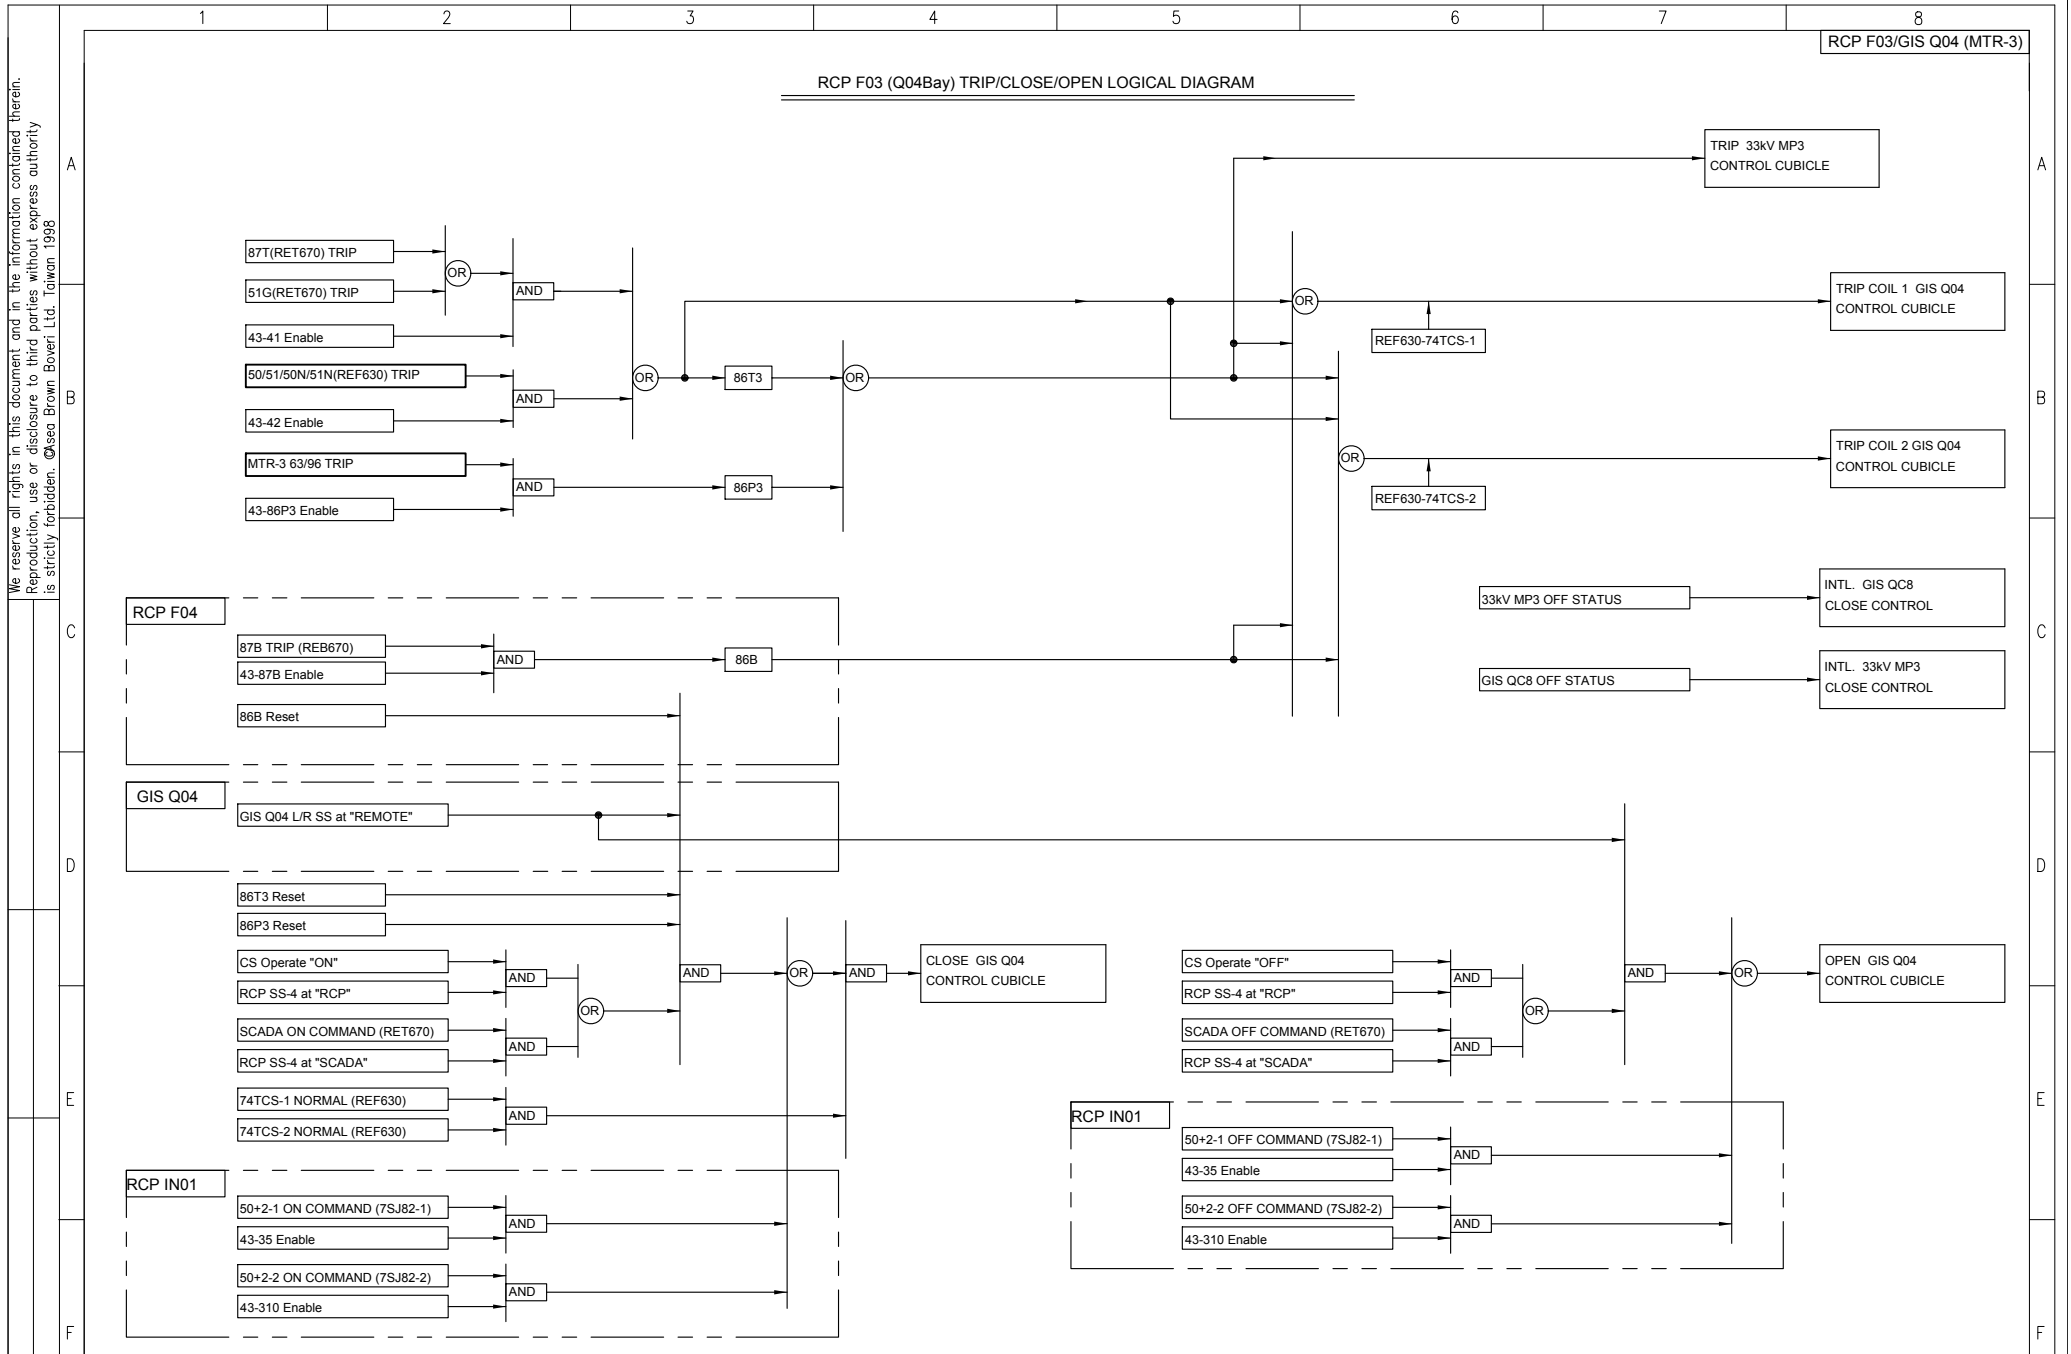 1 2 3 4 5 6 7 8
RCP F03/GIS Q04 (MTR-3)
RCP F03 (Q04Bay) TRIP/CLOSE/OPEN LOGICAL DIAGRAM
We reserve all rights in this document and in the information contained therein.
Reproduction, use or disclosure to third parties without express authority
is strictly forbidden. ©Asea Brown Boveri Ltd. Taiwan 1998
A
A
TRIP 33kV MP3
CONTROL CUBICLE
87T(RET670) TRIP
OR
51G(RET670) TRIP
AND
43-41 Enable
OR
TRIP COIL 1 GIS Q04
CONTROL CUBICLE
REF630-74TCS-1
B
B
50/51/50N/51N(REF630) TRIP
AND
43-42 Enable
OR
86T3
OR
MTR-3 63/96 TRIP
AND
43-86P3 Enable
86P3
OR
TRIP COIL 2 GIS Q04
CONTROL CUBICLE
REF630-74TCS-2
C
C
RCP F04
87B TRIP (REB670)
AND
43-87B Enable
86B
86B Reset
33kV MP3 OFF STATUS
INTL. GIS QC8
CLOSE CONTROL
GIS QC8 OFF STATUS
INTL. 33kV MP3
CLOSE CONTROL
D
D
GIS Q04
GIS Q04 L/R SS at "REMOTE"
86T3 Reset
86P3 Reset
CS Operate "ON"
AND
RCP SS-4 at "RCP"
OR
SCADA ON COMMAND (RET670)
AND
RCP SS-4 at "SCADA"
AND
OR
AND
CLOSE GIS Q04
CONTROL CUBICLE
CS Operate "OFF"
AND
RCP SS-4 at "RCP"
OR
SCADA OFF COMMAND (RET670)
AND
RCP SS-4 at "SCADA"
AND
OR
OPEN GIS Q04
CONTROL CUBICLE
E
E
74TCS-1 NORMAL (REF630)
AND
74TCS-2 NORMAL (REF630)
RCP IN01
50+2-1 ON COMMAND (7SJ82-1)
AND
43-35 Enable
50+2-2 ON COMMAND (7SJ82-2)
AND
43-310 Enable
RCP IN01
50+2-1 OFF COMMAND (7SJ82-1)
AND
43-35 Enable
50+2-2 OFF COMMAND (7SJ82-2)
AND
43-310 Enable
F
F